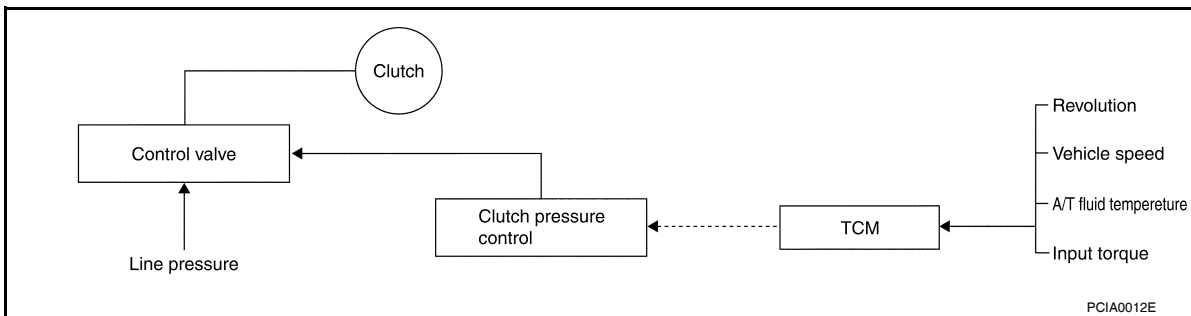 Clutch
Revolution
Control valve
Vehicle speed
A/T fluid tempereture
Clutch pressure
control
TCM
Input torque
Line pressure
PCIA0012E